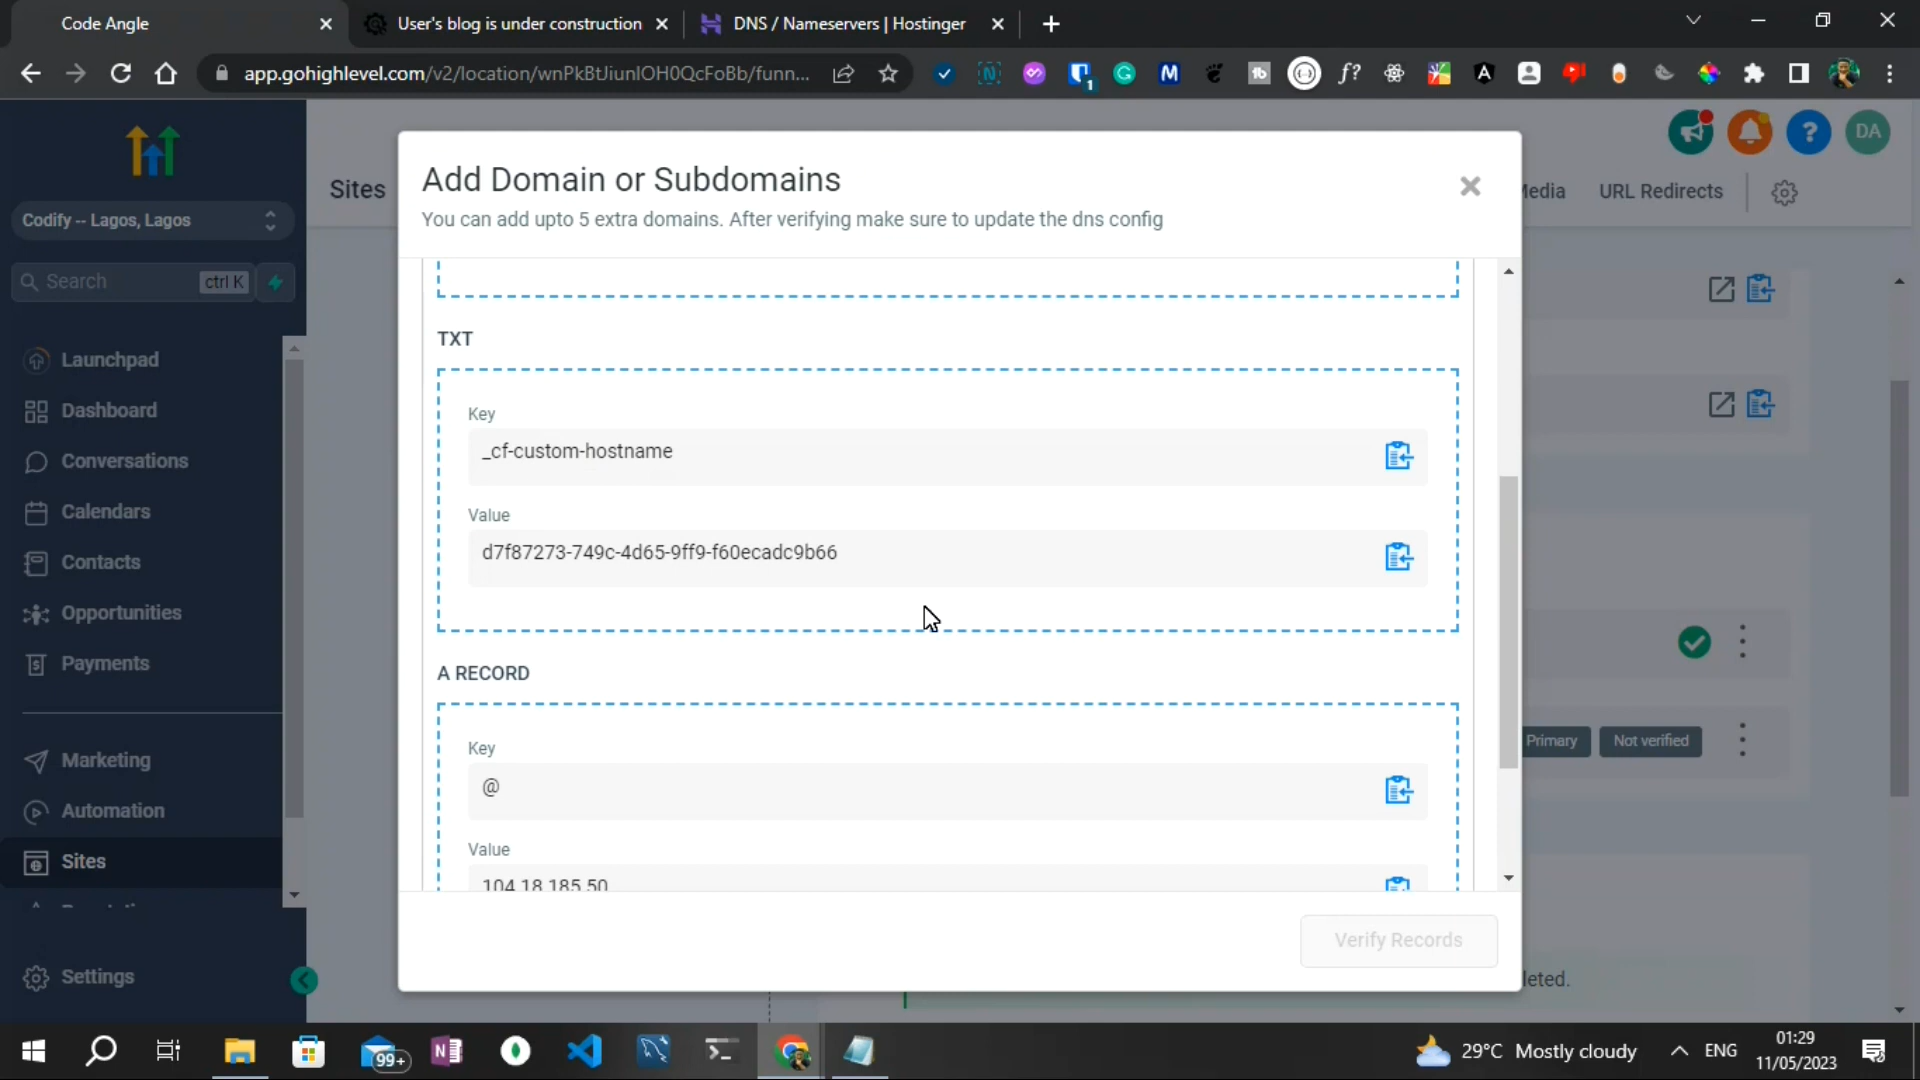 Code Angle
User's blog is under construction
DNS / Nameservers | Hostinger
app.gohighlevel.com/v2/location/wnPkBtJiunlOH0QcFoBb/funn...
Codify -- Lagos, Lagos
Search ctrl K
Launchpad
Dashboard
Conversations
Calendars
Contacts
Opportunities
Payments
Marketing
Automation
Sites
Settings
Sites
Media
URL Redirects
DA
Add Domain or Subdomains
You can add upto 5 extra domains. After verifying make sure to update the dns config
TXT
Key
_cf-custom-hostname
Value
d7f87273-749c-4d65-9ff9-f60ecadc9b66
A RECORD
Key
@
Value
104.18.185.50
Verify Records
Primary
Not verified
leted.
99+
29°C Mostly cloudy
ENG
01:29
11/05/2023